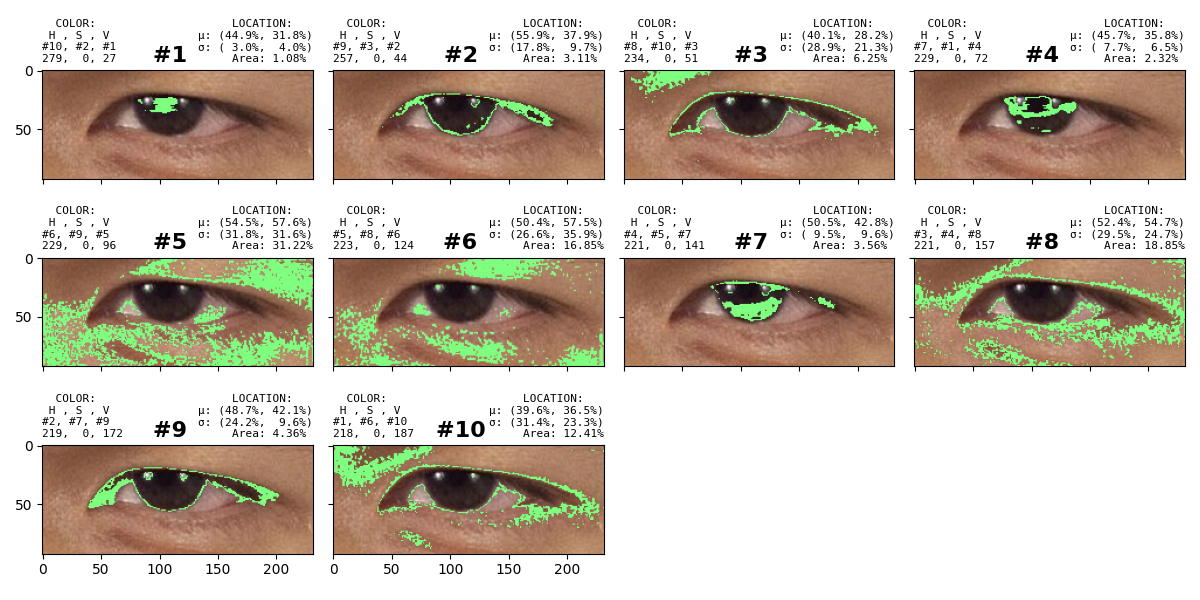 COLOR: LOCATION:
H , S , V μ: (44.9%, 31.8%)
#10, #2, #1 σ: ( 3.0%,  4.0%)
279,  0, 27 #1 Area: 1.08%
COLOR: LOCATION:
H , S , V μ: (55.9%, 37.9%)
#9, #3, #2 σ: (17.8%,  9.7%)
257,  0, 44 #2 Area: 3.11%
COLOR: LOCATION:
H , S , V μ: (40.1%, 28.2%)
#8, #10, #3 σ: (28.9%, 21.3%)
234,  0, 51 #3 Area: 6.25%
COLOR: LOCATION:
H , S , V μ: (45.7%, 35.8%)
#7, #1, #4 σ: ( 7.7%,  6.5%)
229,  0, 72 #4 Area: 2.32%
0
50
COLOR: LOCATION:
H , S , V μ: (54.5%, 57.6%)
#6, #9, #5 σ: (31.8%, 31.6%)
229,  0, 96 #5 Area: 31.22%
COLOR: LOCATION:
H , S , V μ: (50.4%, 57.5%)
#5, #8, #6 σ: (26.6%, 35.9%)
223,  0, 124 #6 Area: 16.85%
COLOR: LOCATION:
H , S , V μ: (50.5%, 42.8%)
#4, #5, #7 σ: ( 9.5%,  9.6%)
221,  0, 141 #7 Area: 3.56%
COLOR: LOCATION:
H , S , V μ: (52.4%, 54.7%)
#3, #4, #8 σ: (29.5%, 24.7%)
221,  0, 157 #8 Area: 18.85%
0
50
COLOR: LOCATION:
H , S , V μ: (48.7%, 42.1%)
#2, #7, #9 σ: (24.2%,  9.6%)
219,  0, 172 #9 Area: 4.36%
COLOR: LOCATION:
H , S , V μ: (39.6%, 36.5%)
#1, #6, #10 σ: (31.4%, 23.3%)
218,  0, 187 #10 Area: 12.41%
0
50
0 50 100 150 200
0 50 100 150 200